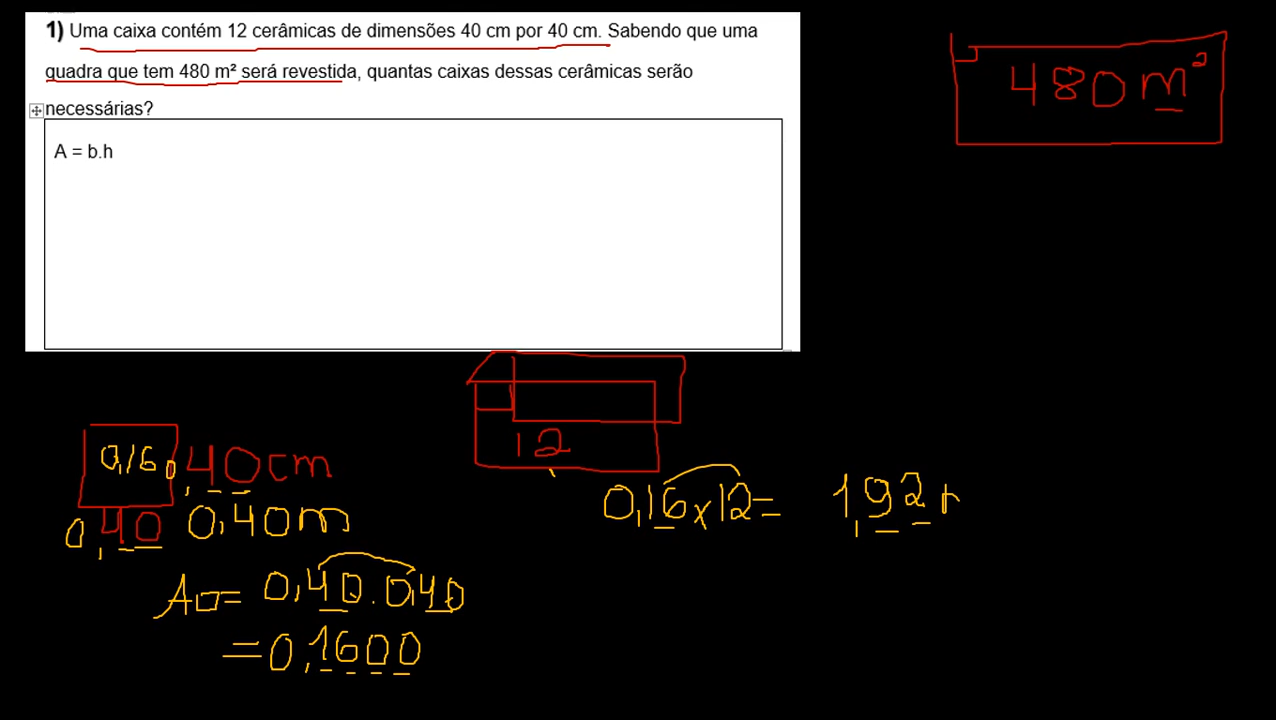 1) Uma caixa contém 12 cerâmicas de dimensões 40 cm por 40 cm. Sabendo que uma
quadra que tem 480 m² será revestida, quantas caixas dessas cerâmicas serão
necessárias?
A = b.h
480 m²
12
0,16
0,40cm
0,40
0,40m
0,16x12= 1,92
A□= 0,40.0,40
=0,1600